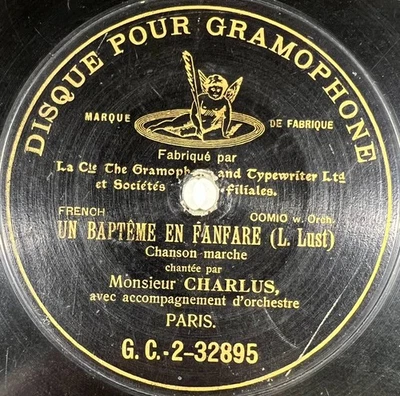 DISQUE POUR GRAMOPHONE
MARQUE DE FABRIQUE
Fabriqué par
La Cie The Gramoph and Typewriter Ltd
et Sociétés filiales.
FRENCH COMIO w. Orch.
UN BAPTÊME EN FANFARE (L. Lust)
Chanson marche
chantée par
Monsieur CHARLUS,
avec accompagnement d'orchestre
PARIS.
G. C.-2-32895